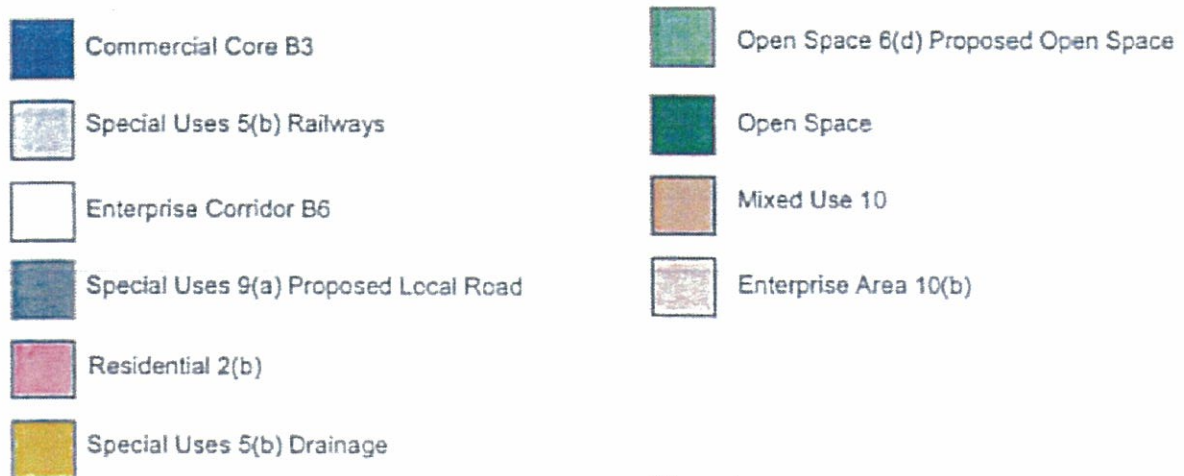 Commercial Core B3
Special Uses 5(b) Railways
Enterprise Corridor B6
Special Uses 9(a) Proposed Local Road
Residential 2(b)
Special Uses 5(b) Drainage
Open Space 6(d) Proposed Open Space
Open Space
Mixed Use 10
Enterprise Area 10(b)